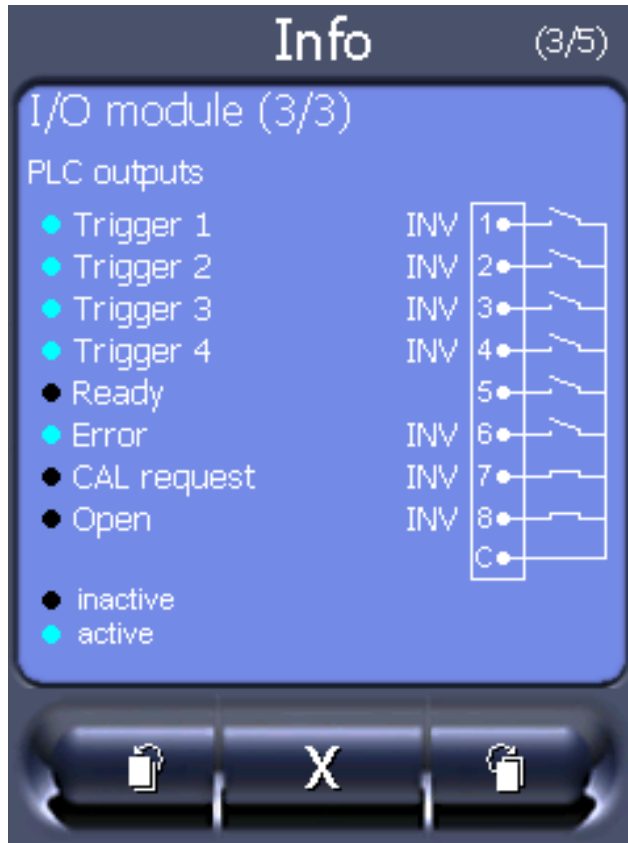 Info (3/5)
I/O module (3/3)
PLC outputs
Trigger 1 INV 1
Trigger 2 INV 2
Trigger 3 INV 3
Trigger 4 INV 4
Ready 5
Error INV 6
CAL request INV 7
Open INV 8
C
inactive
active
X